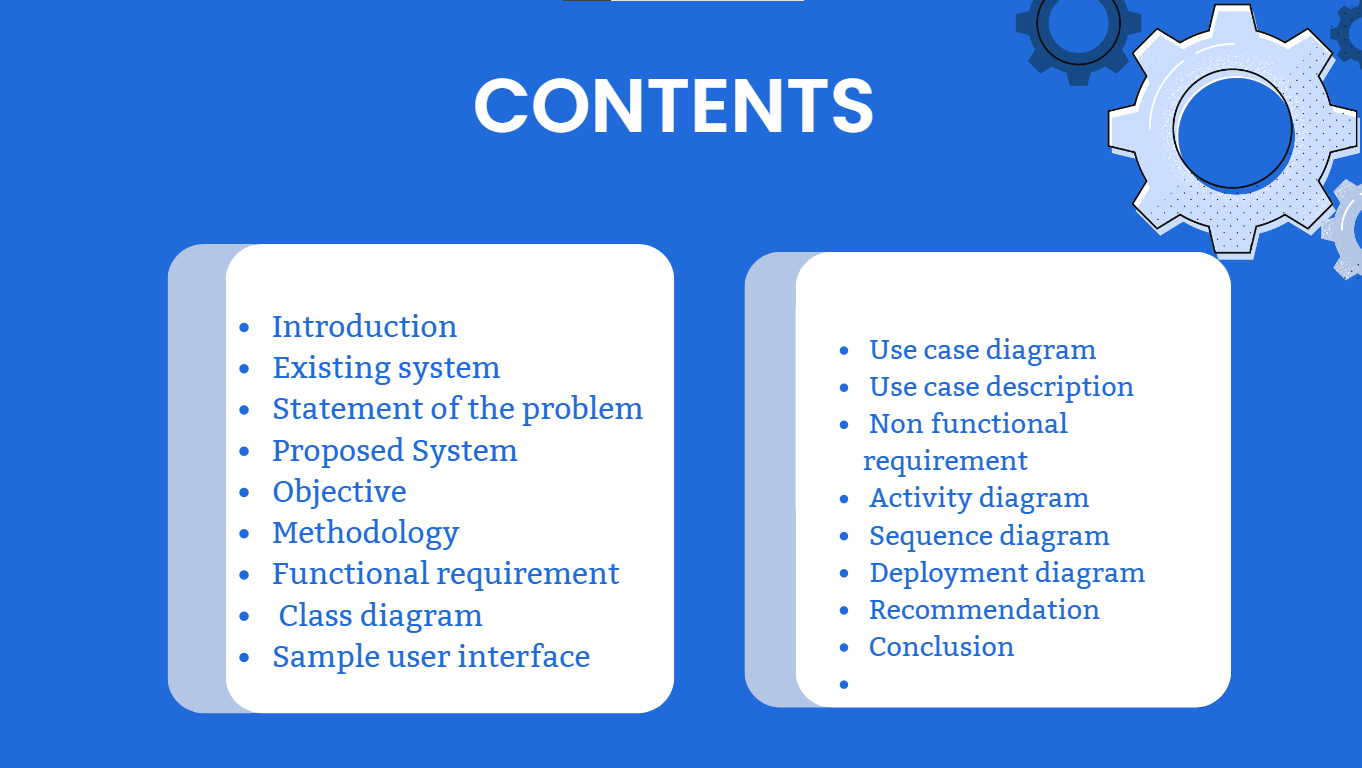 CONTENTS
• Introduction
• Existing system
• Statement of the problem
• Proposed System
• Objective
• Methodology
• Functional requirement
• Class diagram
• Sample user interface
• Use case diagram
• Use case description
• Non functional
requirement
• Activity diagram
• Sequence diagram
• Deployment diagram
• Recommendation
• Conclusion
•